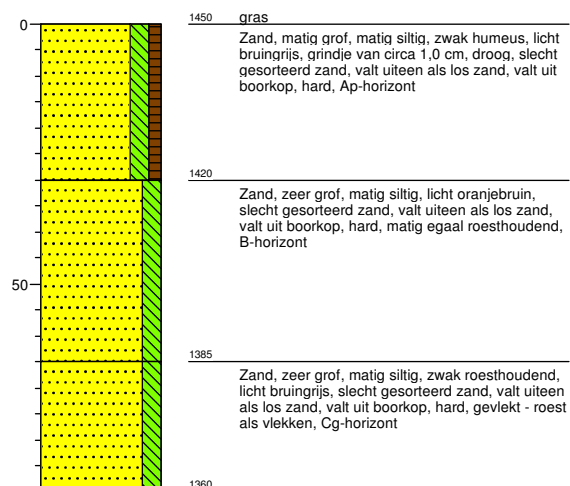 1450 gras
0
Zand, matig grof, matig siltig, zwak humeus, licht
bruingrijs, grindje van circa 1,0 cm, droog, slecht
gesorteerd zand, valt uiteen als los zand, valt uit
boorkop, hard, Ap-horizont
1420
Zand, zeer grof, matig siltig, licht oranjebruin,
slecht gesorteerd zand, valt uiteen als los zand,
valt uit boorkop, hard, matig egaal roesthoudend,
B-horizont
50
1385
Zand, zeer grof, matig siltig, zwak roesthoudend,
licht bruingrijs, slecht gesorteerd zand, valt uiteen
als los zand, valt uit boorkop, hard, gevlekt - roest
als vlekken, Cg-horizont
1360